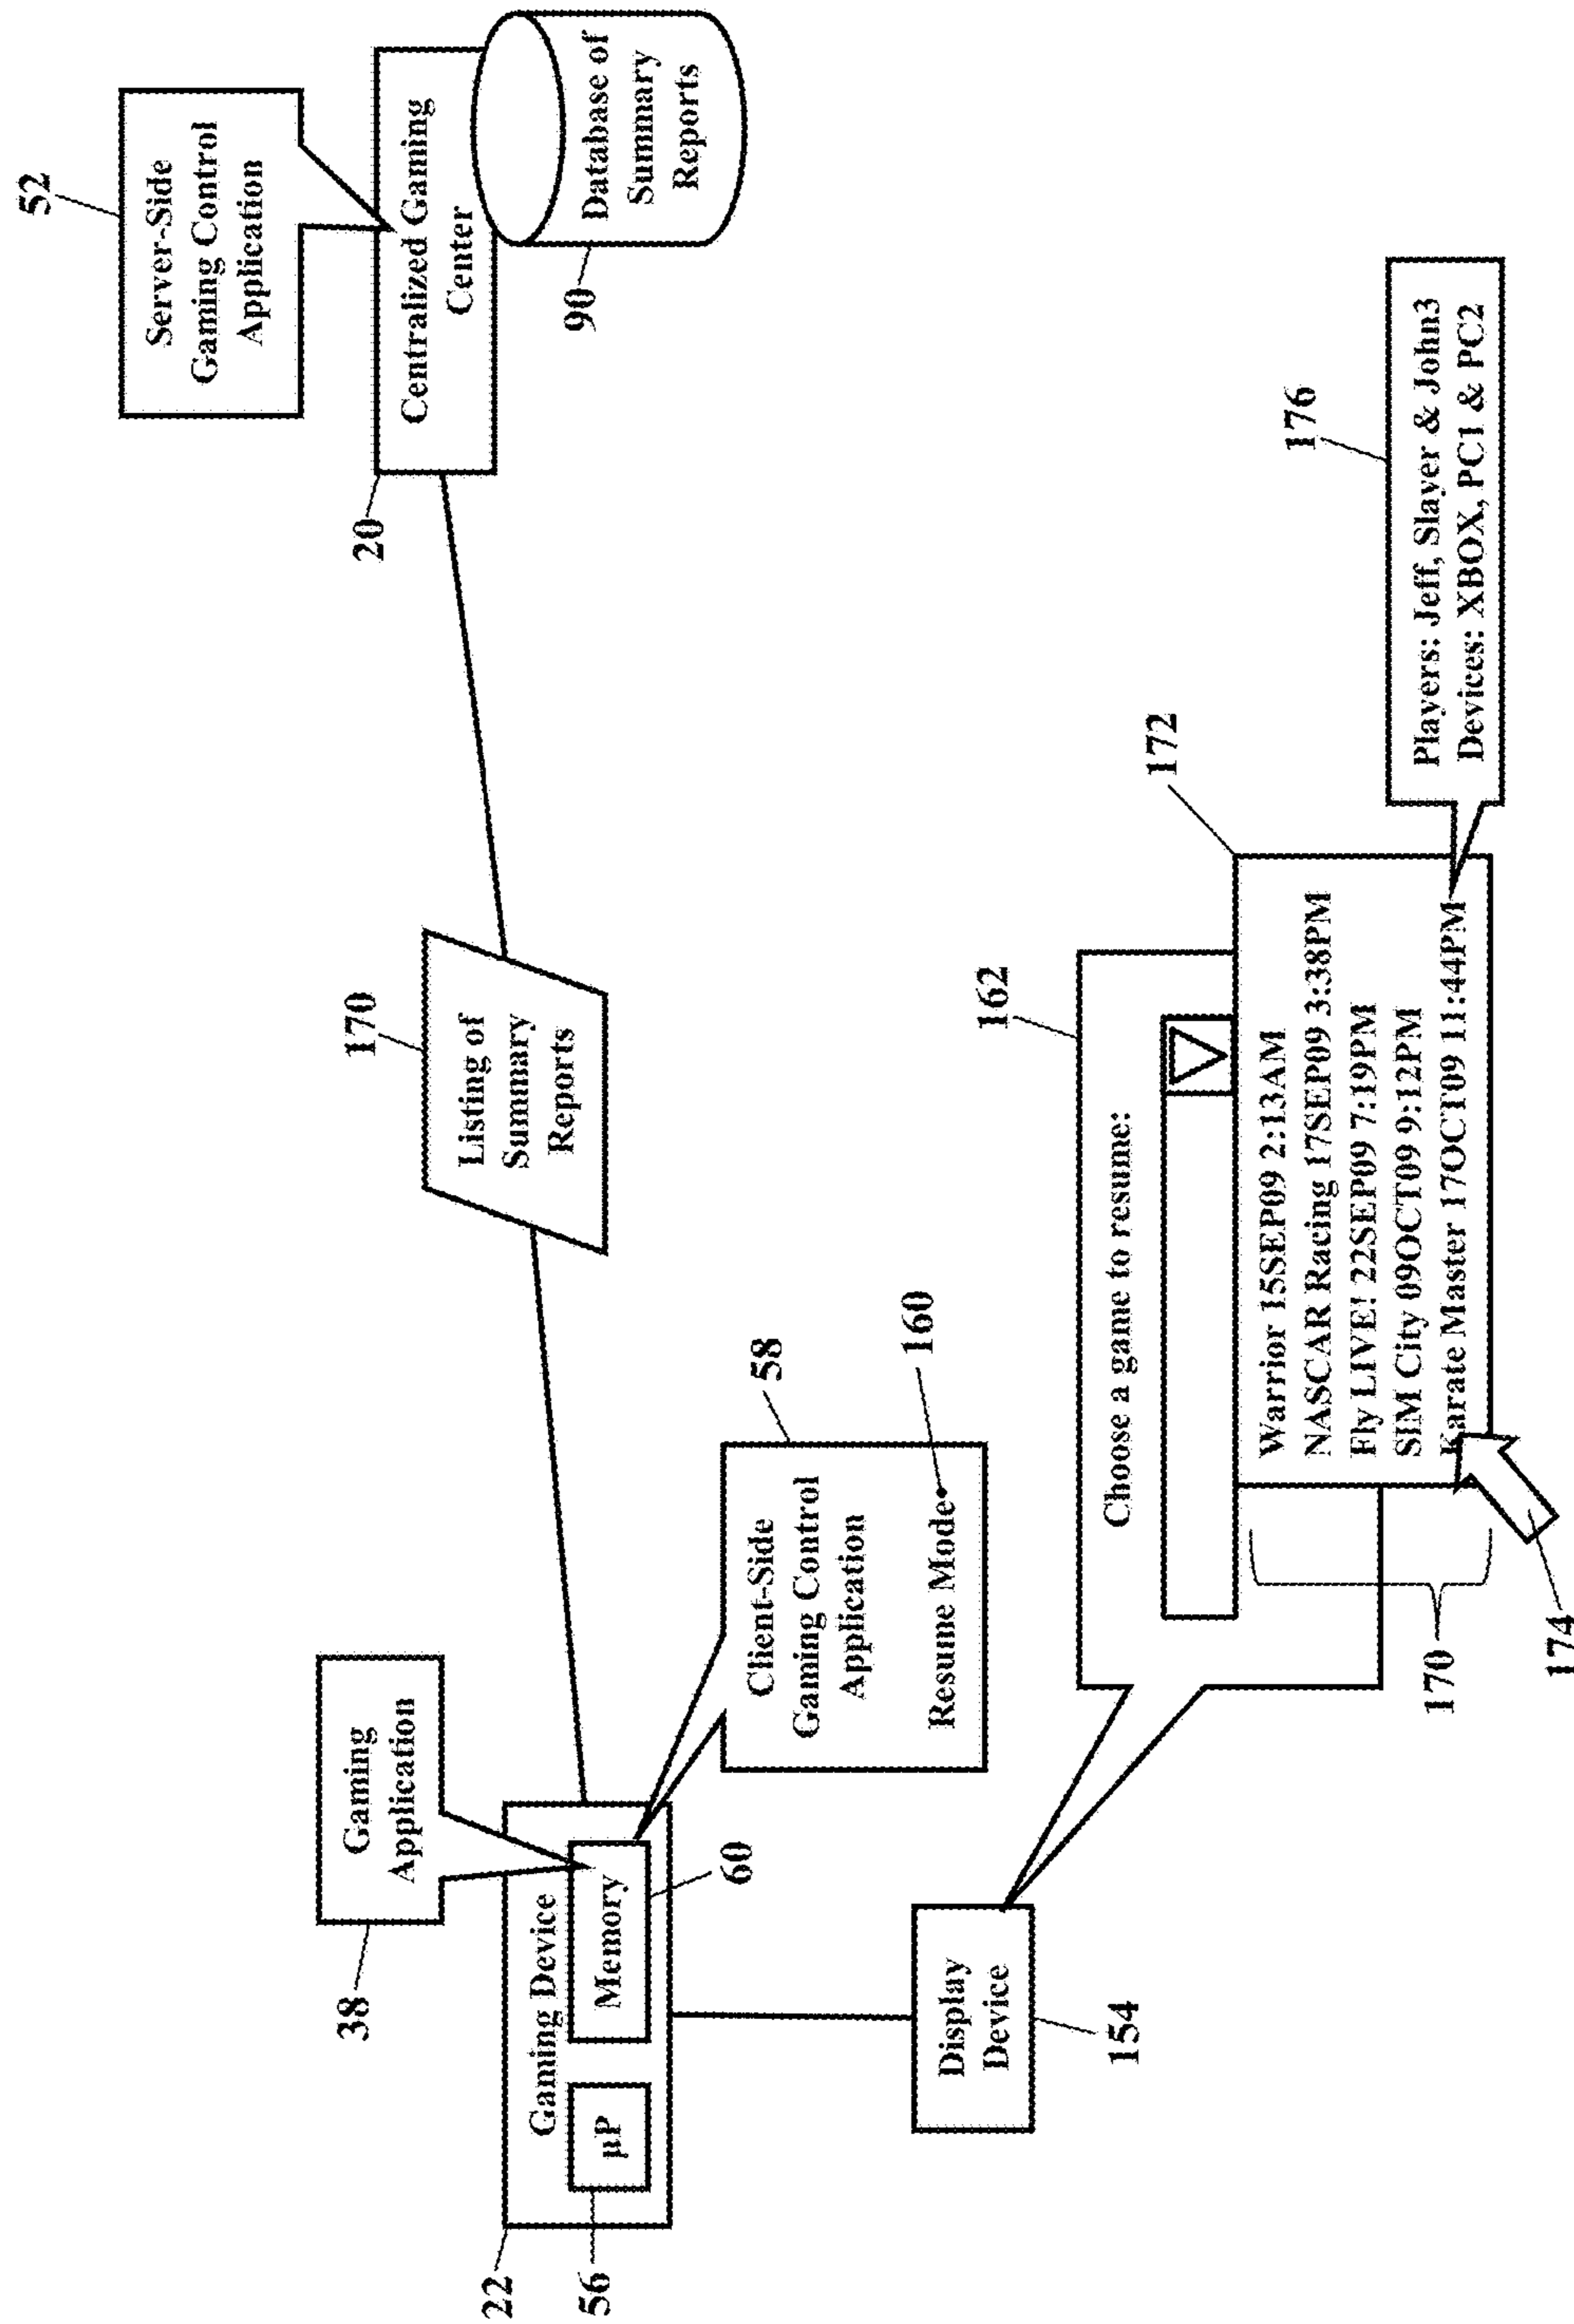 52
Server-Side
Gaming Control
Application
20
Centralized Gaming
Center
90
Database of
Summary
Reports
170
Listing of
Summary
Reports
38
Gaming
Application
22
Gaming Device
56
µP
Memory
60
58
Client-Side
Gaming Control
Application
Resume Mode
160
Display
Device
154
162
Choose a game to resume:
172
Warrior 15SEP09 2:13AM
NASCAR Racing 17SEP09 3:38PM
Fly LIVE! 22SEP09 7:19PM
SIM City 09OCT09 9:12PM
Karate Master 17OCT09 11:44PM
170
174
176
Players: Jeff, Slayer & John3
Devices: XBOX, PC1 & PC2